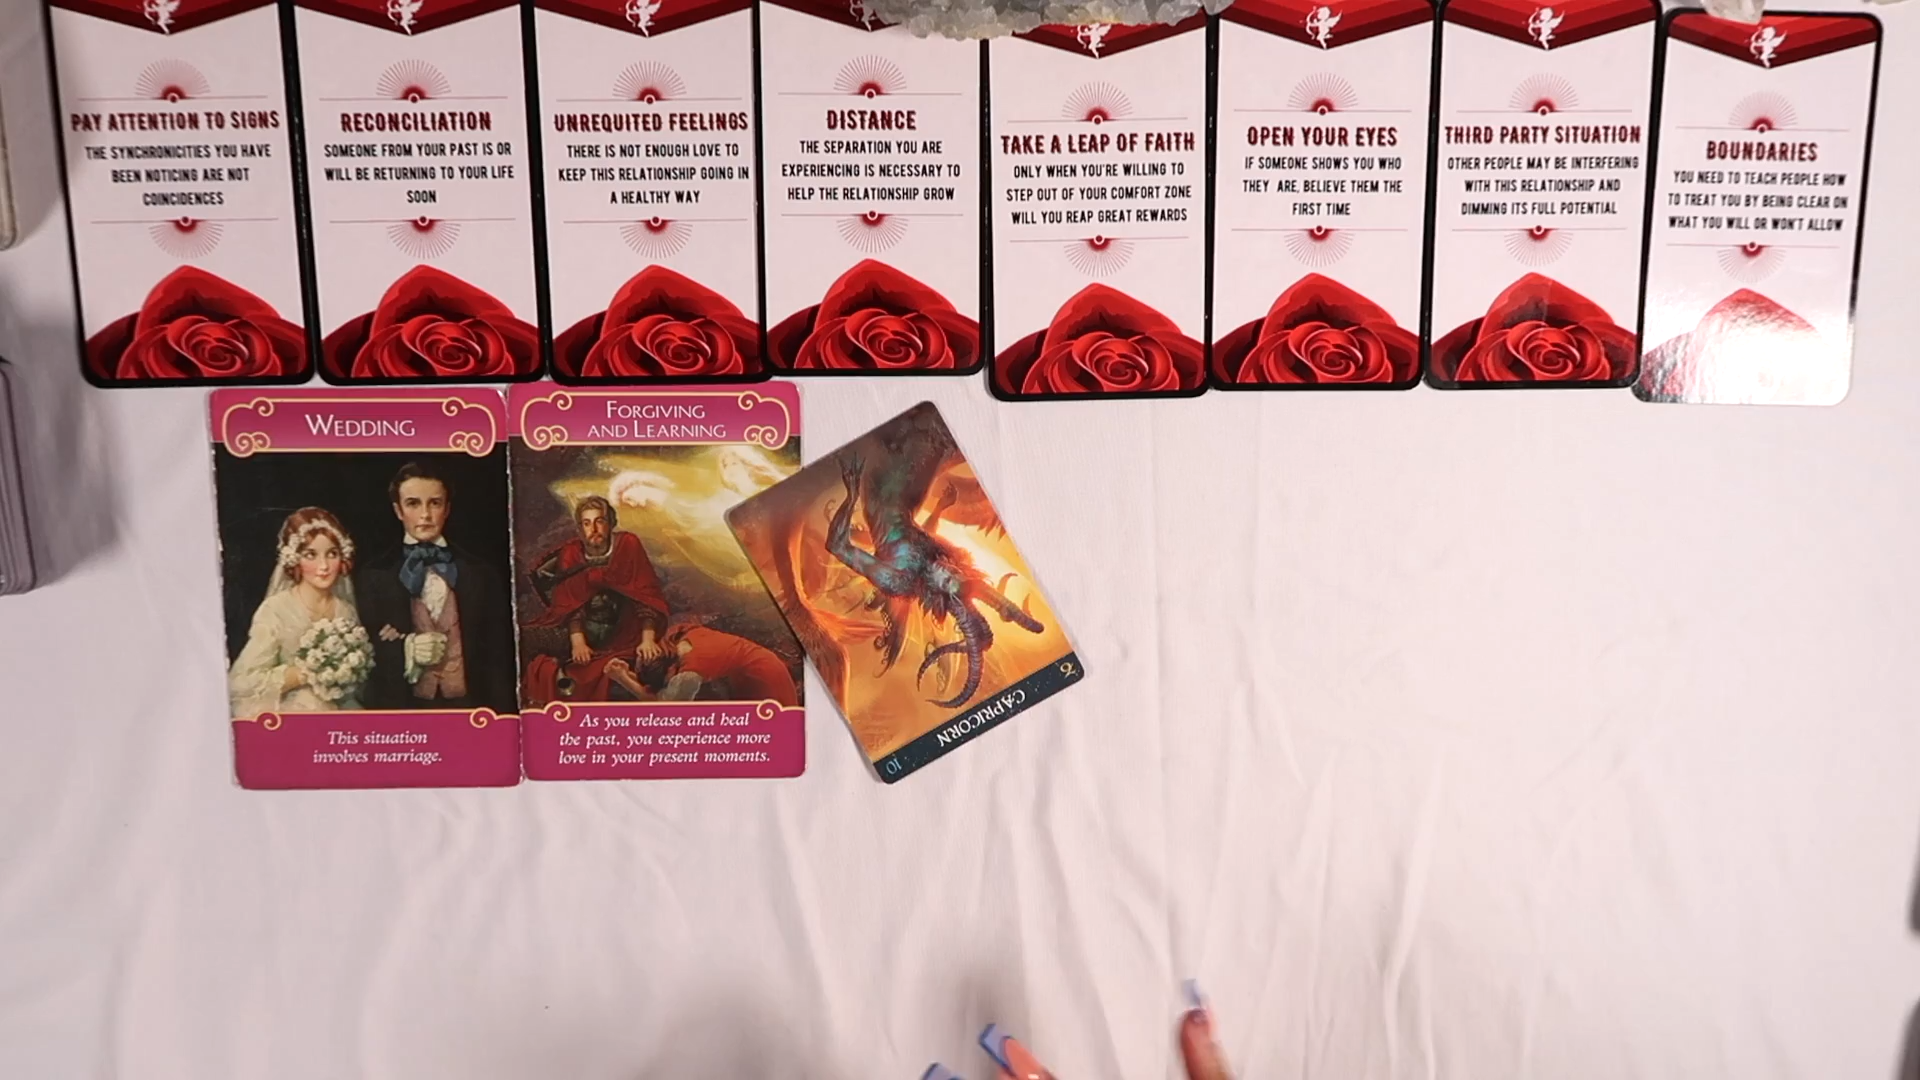 PAY ATTENTION TO SIGNS
THE SYNCHRONICITIES YOU HAVE
BEEN NOTICING ARE NOT
COINCIDENCES
RECONCILIATION
SOMEONE FROM YOUR PAST IS OR
WILL BE RETURNING TO YOUR LIFE
SOON
UNREQUITED FEELINGS
THERE IS NOT ENOUGH LOVE TO
KEEP THIS RELATIONSHIP GOING IN
A HEALTHY WAY
DISTANCE
THE SEPARATION YOU ARE
EXPERIENCING IS NECESSARY TO
HELP THE RELATIONSHIP GROW
TAKE A LEAP OF FAITH
ONLY WHEN YOU'RE WILLING TO
STEP OUT OF YOUR COMFORT ZONE
WILL YOU REAP GREAT REWARDS
OPEN YOUR EYES
IF SOMEONE SHOWS YOU WHO
THEY ARE, BELIEVE THEM THE
FIRST TIME
THIRD PARTY SITUATION
OTHER PEOPLE MAY BE INTERFERING
WITH THIS RELATIONSHIP AND
DIMMING ITS FULL POTENTIAL
BOUNDARIES
YOU NEED TO TEACH PEOPLE HOW
TO TREAT YOU BY BEING CLEAR ON
WHAT YOU WILL OR WON'T ALLOW
WEDDING
This situation
involves marriage.
FORGIVING
AND LEARNING
As you release and heal
the past, you experience more
love in your present moments.
CAPRICORN
10